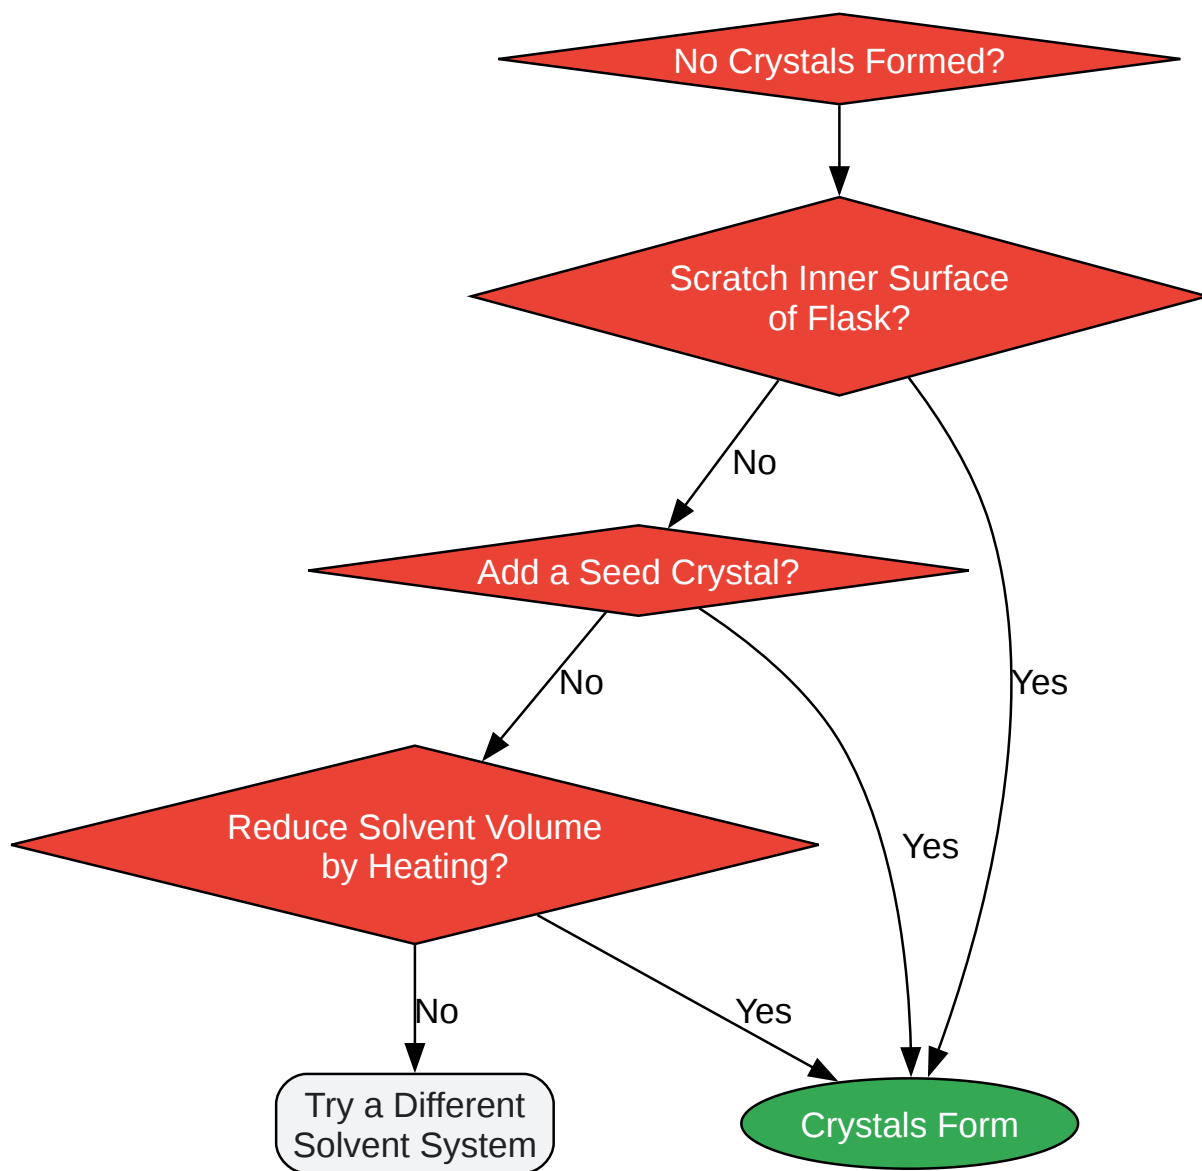 No Crystals Formed?
Scratch Inner Surface
of Flask?
No
Add a Seed Crystal?
No
Yes
Reduce Solvent Volume
by Heating?
Yes
No
Yes
Try a Different
Solvent System
Crystals Form